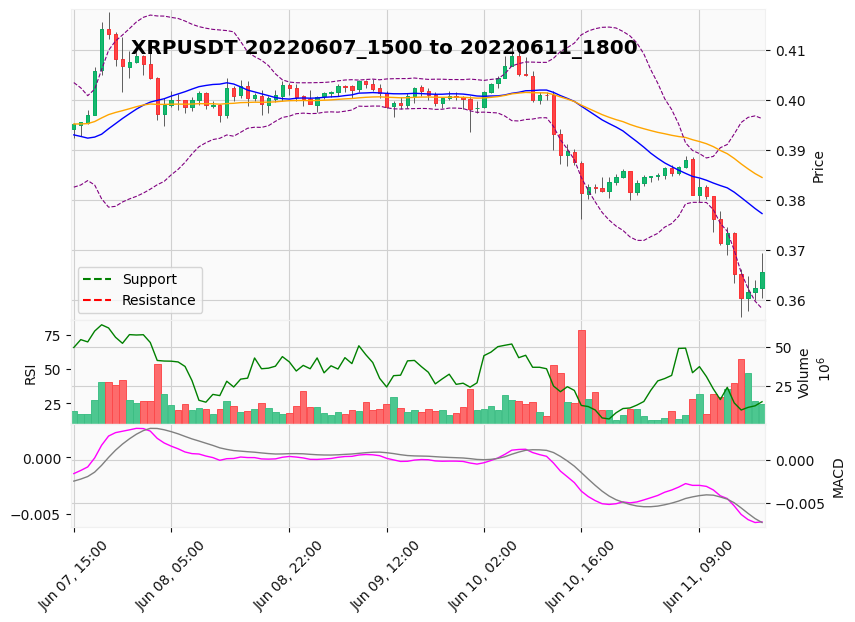 XRPUSDT 20220607_1500 to 20220611_1800
0.41
0.40
0.39
0.38
0.37
0.36
Price
Support
Resistance
75
50
25
RSI
50
25
Volume
10^6
0.000
−0.005
0.000
−0.005
MACD
Jun 07, 15:00
Jun 08, 05:00
Jun 08, 22:00
Jun 09, 12:00
Jun 10, 02:00
Jun 10, 16:00
Jun 11, 09:00